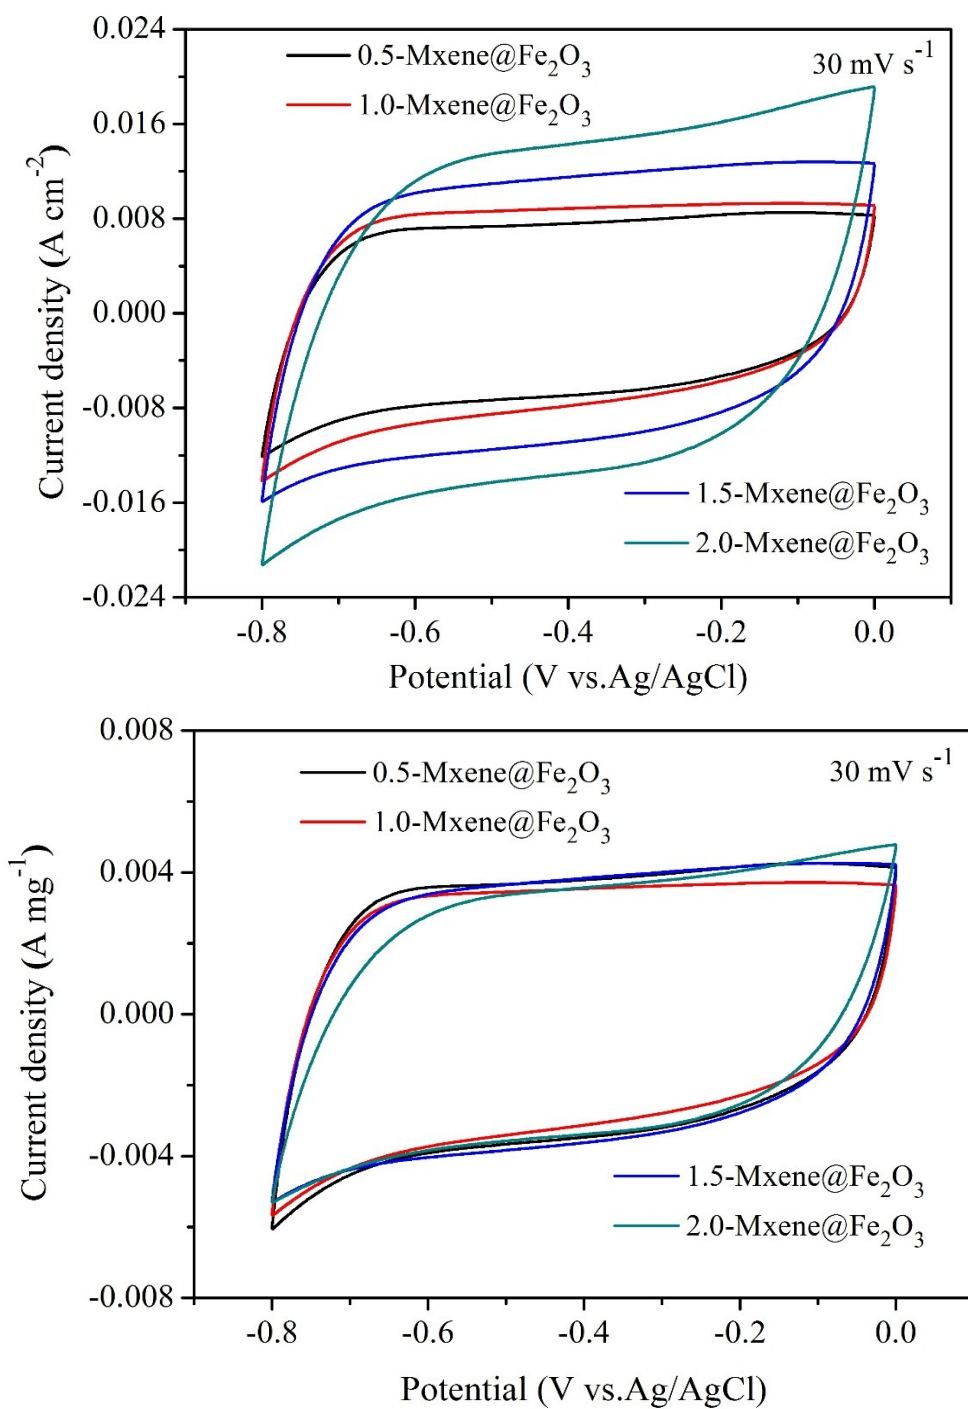 0.024
0.5-Mxene@Fe₂O₃
30 mV s⁻¹
1.0-Mxene@Fe₂O₃
0.016
0.008
0.000
-0.008
-0.016
-0.024
Current density (A cm⁻²)
1.5-Mxene@Fe₂O₃
2.0-Mxene@Fe₂O₃
-0.8 -0.6 -0.4 -0.2 0.0
Potential (V vs.Ag/AgCl)
0.008
0.5-Mxene@Fe₂O₃
30 mV s⁻¹
1.0-Mxene@Fe₂O₃
0.004
0.000
-0.004
-0.008
Current density (A mg⁻¹)
1.5-Mxene@Fe₂O₃
2.0-Mxene@Fe₂O₃
-0.8 -0.6 -0.4 -0.2 0.0
Potential (V vs.Ag/AgCl)